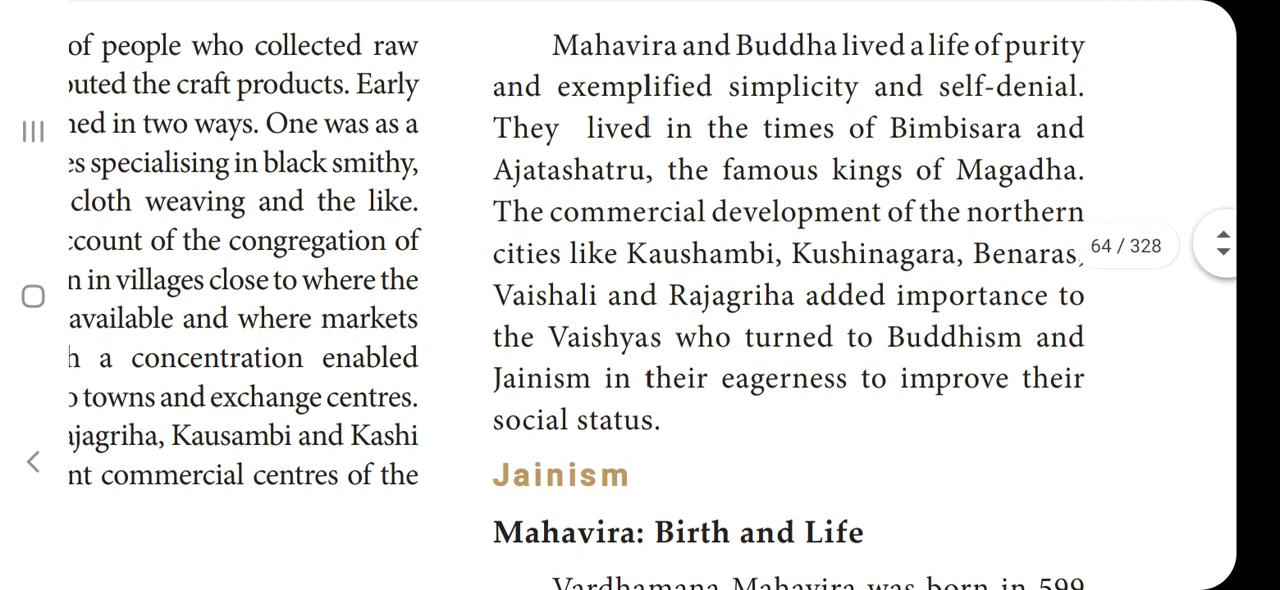 of people who collected raw
the craft products. Early
in two ways. One was as a
specialising in black smithy,
cloth weaving and the like.
of the congregation of
in villages close to where the
available and where markets
a concentration enabled
towns and exchange centres.
Kausambi and Kashi
commercial centres of the
Mahavira and Buddha lived a life of purity
and exemplified simplicity and self-denial.
They lived in the times of Bimbisara and
Ajatashatru, the famous kings of Magadha.
The commercial development of the northern
cities like Kaushambi, Kushinagara, Benaras,
Vaishali and Rajagriha added importance to
the Vaishyas who turned to Buddhism and
Jainism in their eagerness to improve their
social status.
Jainism
Mahavira: Birth and Life
Vardhamana Mahavira was born in 599
64 / 328